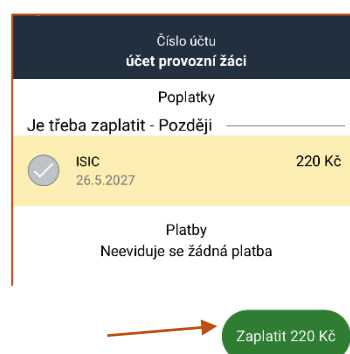 Číslo účtu
účet provozní žáci
Poplatky
Je třeba zaplatit - Později
ISIC 220 Kč
26.5.2027
Platby
Neeviduje se žádná platba
Zaplatit 220 Kč